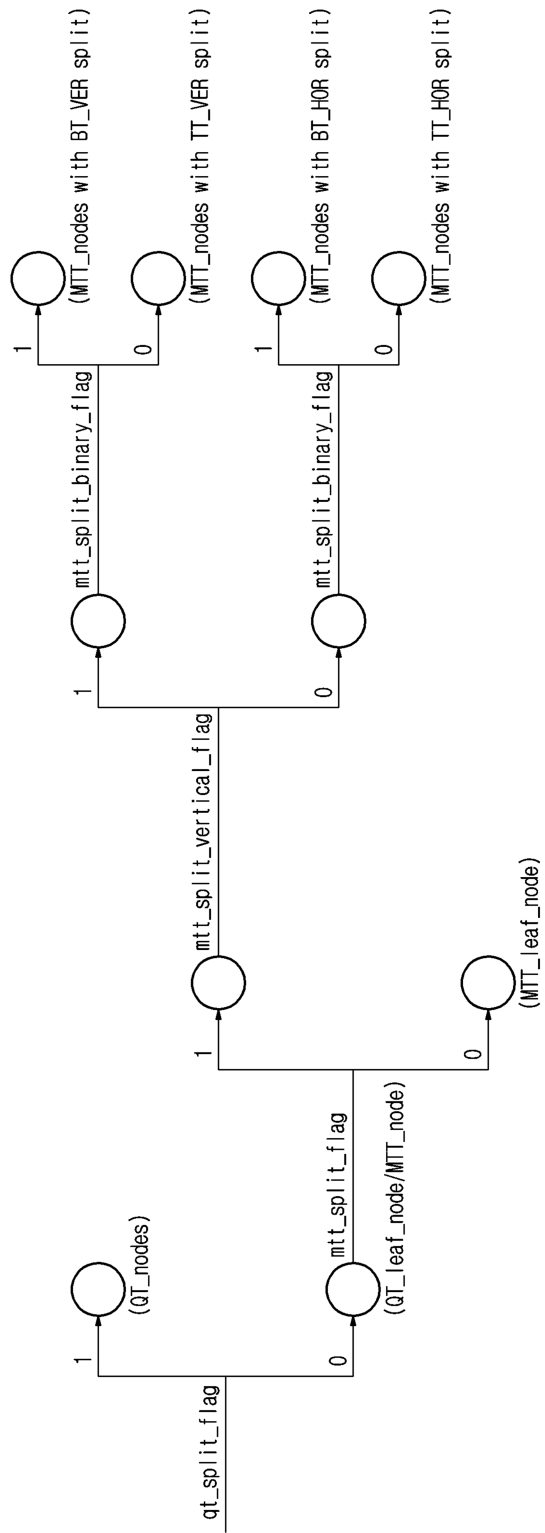 qt_split_flag
1
(QT_nodes)
0
(QT_leaf_node/MTT_node)
mtt_split_flag
1
0
(MTT_leaf_node)
mtt_split_vertical_flag
1
0
mtt_split_binary_flag
1
(MTT_nodes with BT_VER split)
0
(MTT_nodes with TT_VER split)
mtt_split_binary_flag
1
(MTT_nodes with BT_HOR split)
0
(MTT_nodes with TT_HOR split)